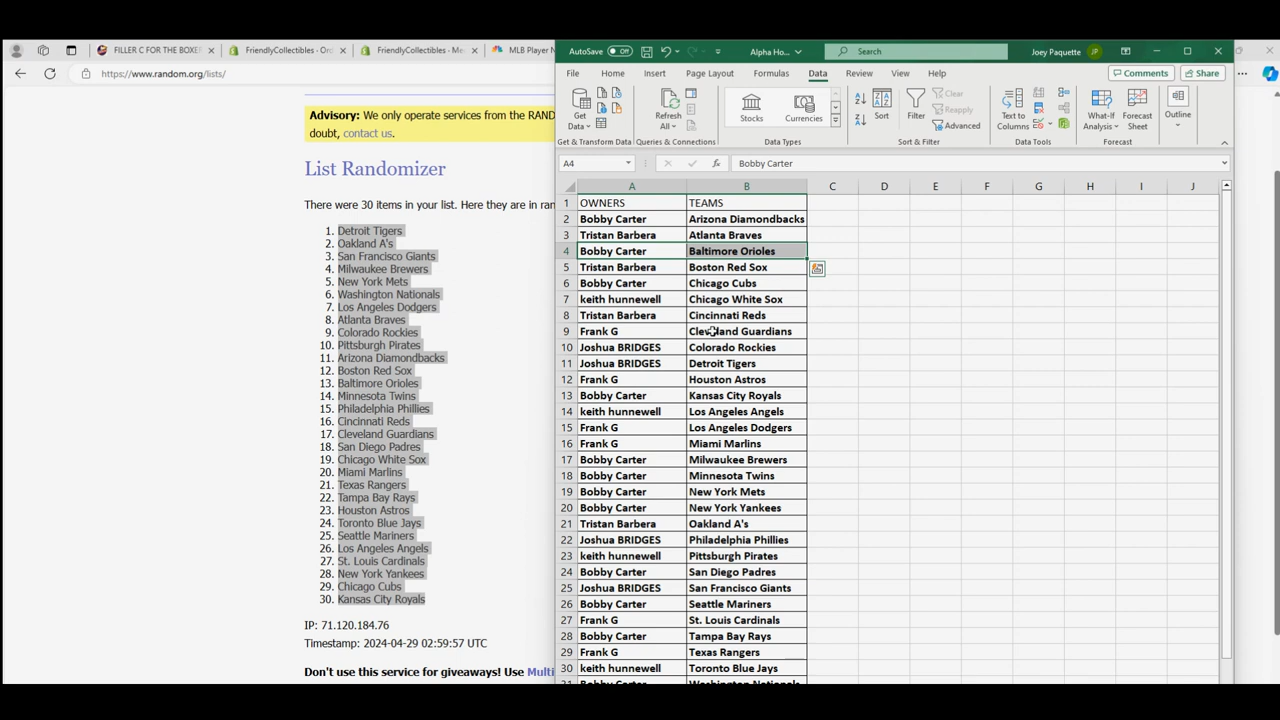 FILLER C FOR THE BOXER
FriendlyCollectibles - Or
FriendlyCollectibles - Me
MLB Player N
https://www.random.org/lists/
Advisory: We only operate services from the RAND
doubt, contact us.
List Randomizer
There were 30 items in your list. Here they are in ran
1. Detroit Tigers
2. Oakland A's
3. San Francisco Giants
4. Milwaukee Brewers
5. New York Mets
6. Washington Nationals
7. Los Angeles Dodgers
8. Atlanta Braves
9. Colorado Rockies
10. Pittsburgh Pirates
11. Arizona Diamondbacks
12. Boston Red Sox
13. Baltimore Orioles
14. Minnesota Twins
15. Philadelphia Phillies
16. Cincinnati Reds
17. Cleveland Guardians
18. San Diego Padres
19. Chicago White Sox
20. Miami Marlins
21. Texas Rangers
22. Tampa Bay Rays
23. Houston Astros
24. Toronto Blue Jays
25. Seattle Mariners
26. Los Angeles Angels
27. St. Louis Cardinals
28. New York Yankees
29. Chicago Cubs
30. Kansas City Royals
IP: 71.120.184.76
Timestamp: 2024-04-29 02:59:57 UTC
Don't use this service for giveaways! Use Multi
AutoSave Off Alpha Ho... Search Joey Paquette JF
File Home Insert Page Layout Formulas Data Review View Help Comments Share
Get Data Refresh All Stocks Currencies Sort Filter Clear Reapply Advanced Text to Columns What-If Analysis Forecast Sheet Outline
Get & Transform Data Queries & Connections Data Types Sort & Filter Data Tools Forecast
A4 fx Bobby Carter
A B C D E F G H I J
1 OWNERS TEAMS
2 Bobby Carter Arizona Diamondbacks
3 Tristan Barbera Atlanta Braves
4 Bobby Carter Baltimore Orioles
5 Tristan Barbera Boston Red Sox
6 Bobby Carter Chicago Cubs
7 keith hunnewell Chicago White Sox
8 Tristan Barbera Cincinnati Reds
9 Frank G Cleveland Guardians
10 Joshua BRIDGES Colorado Rockies
11 Joshua BRIDGES Detroit Tigers
12 Frank G Houston Astros
13 Bobby Carter Kansas City Royals
14 keith hunnewell Los Angeles Angels
15 Frank G Los Angeles Dodgers
16 Frank G Miami Marlins
17 Bobby Carter Milwaukee Brewers
18 Bobby Carter Minnesota Twins
19 Bobby Carter New York Mets
20 Bobby Carter New York Yankees
21 Tristan Barbera Oakland A's
22 Joshua BRIDGES Philadelphia Phillies
23 keith hunnewell Pittsburgh Pirates
24 Bobby Carter San Diego Padres
25 Joshua BRIDGES San Francisco Giants
26 Bobby Carter Seattle Mariners
27 Frank G St. Louis Cardinals
28 Bobby Carter Tampa Bay Rays
29 Frank G Texas Rangers
30 keith hunnewell Toronto Blue Jays
31 Bobby Carter Washington Nationals